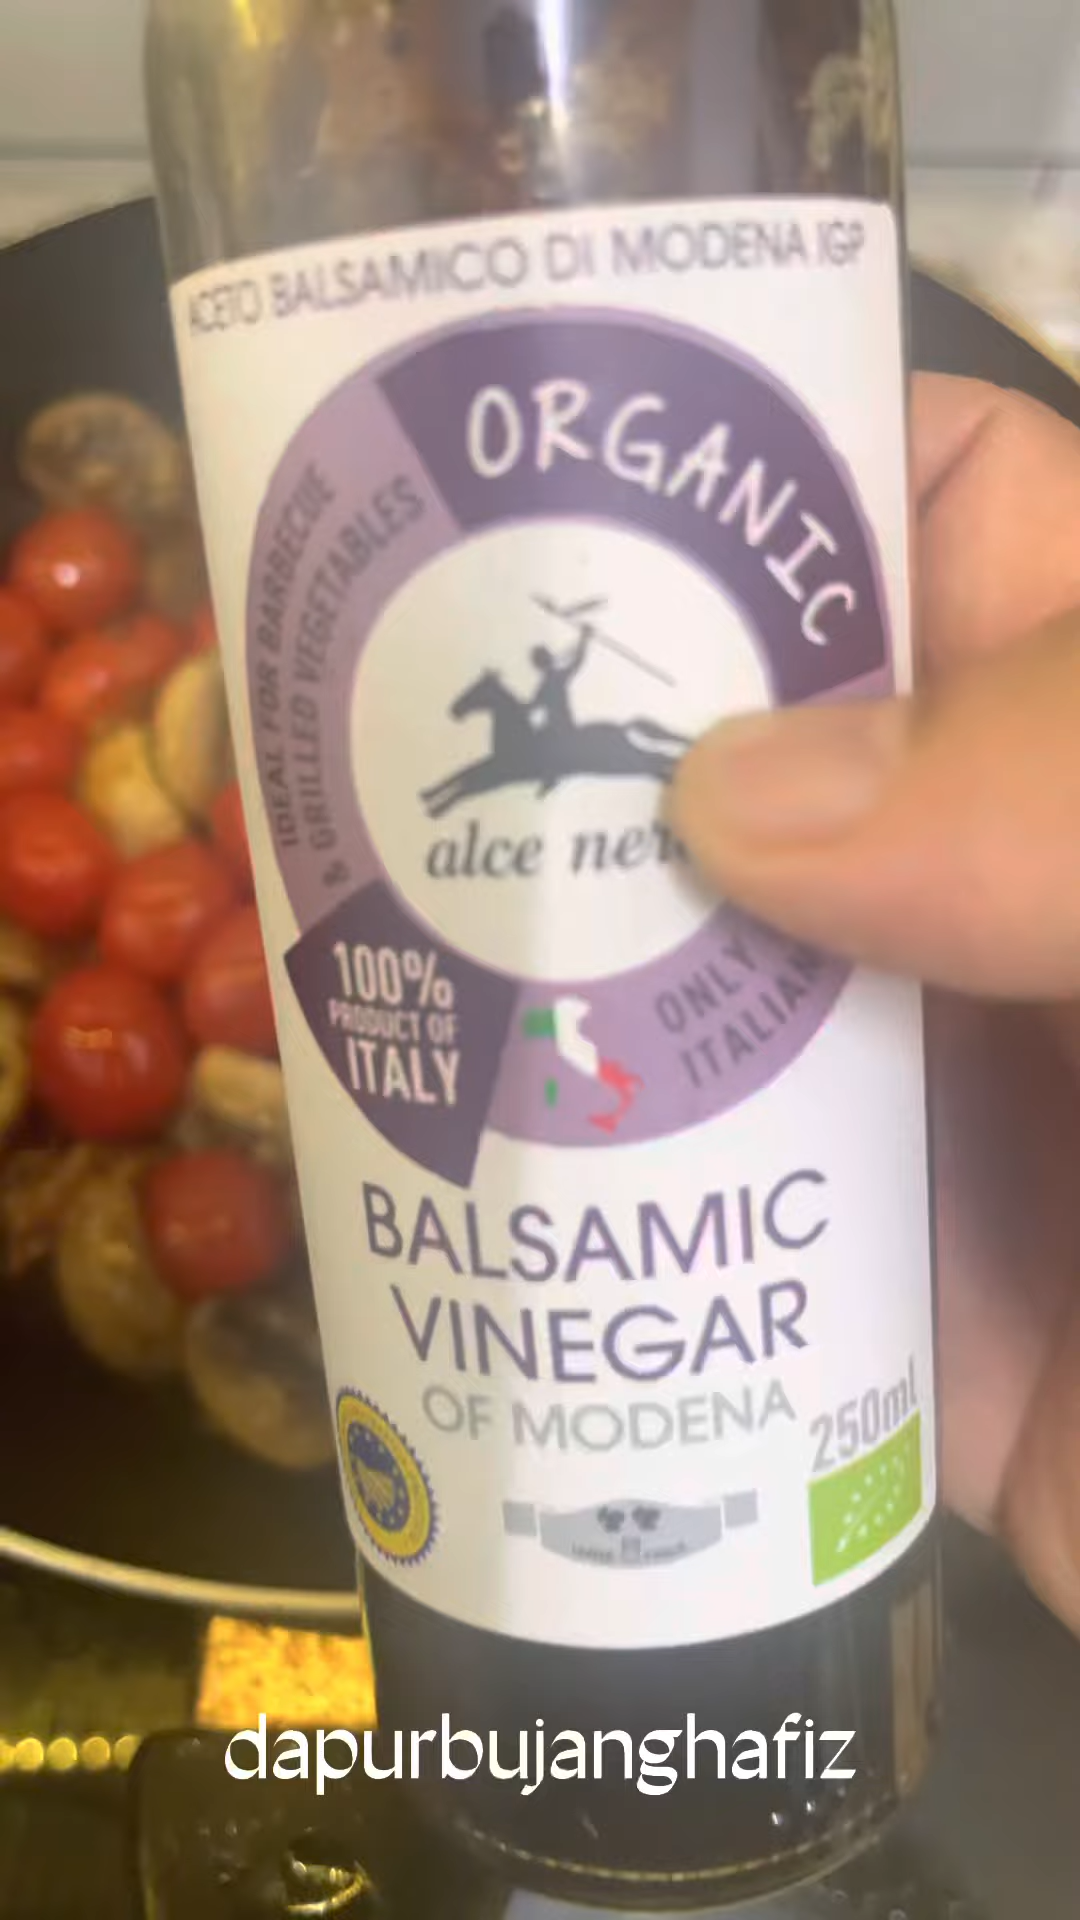 ACETO BALSAMICO DI MODENA IGP
ORGANIC
IDEAL FOR BARBECUE
& GRILLED VEGETABLES
alce
100%
PRODUCT OF
ITALY
ONLY
ITALIAN
BALSAMIC
VINEGAR
OF MODENA
250ml
dapurbujanghafiz